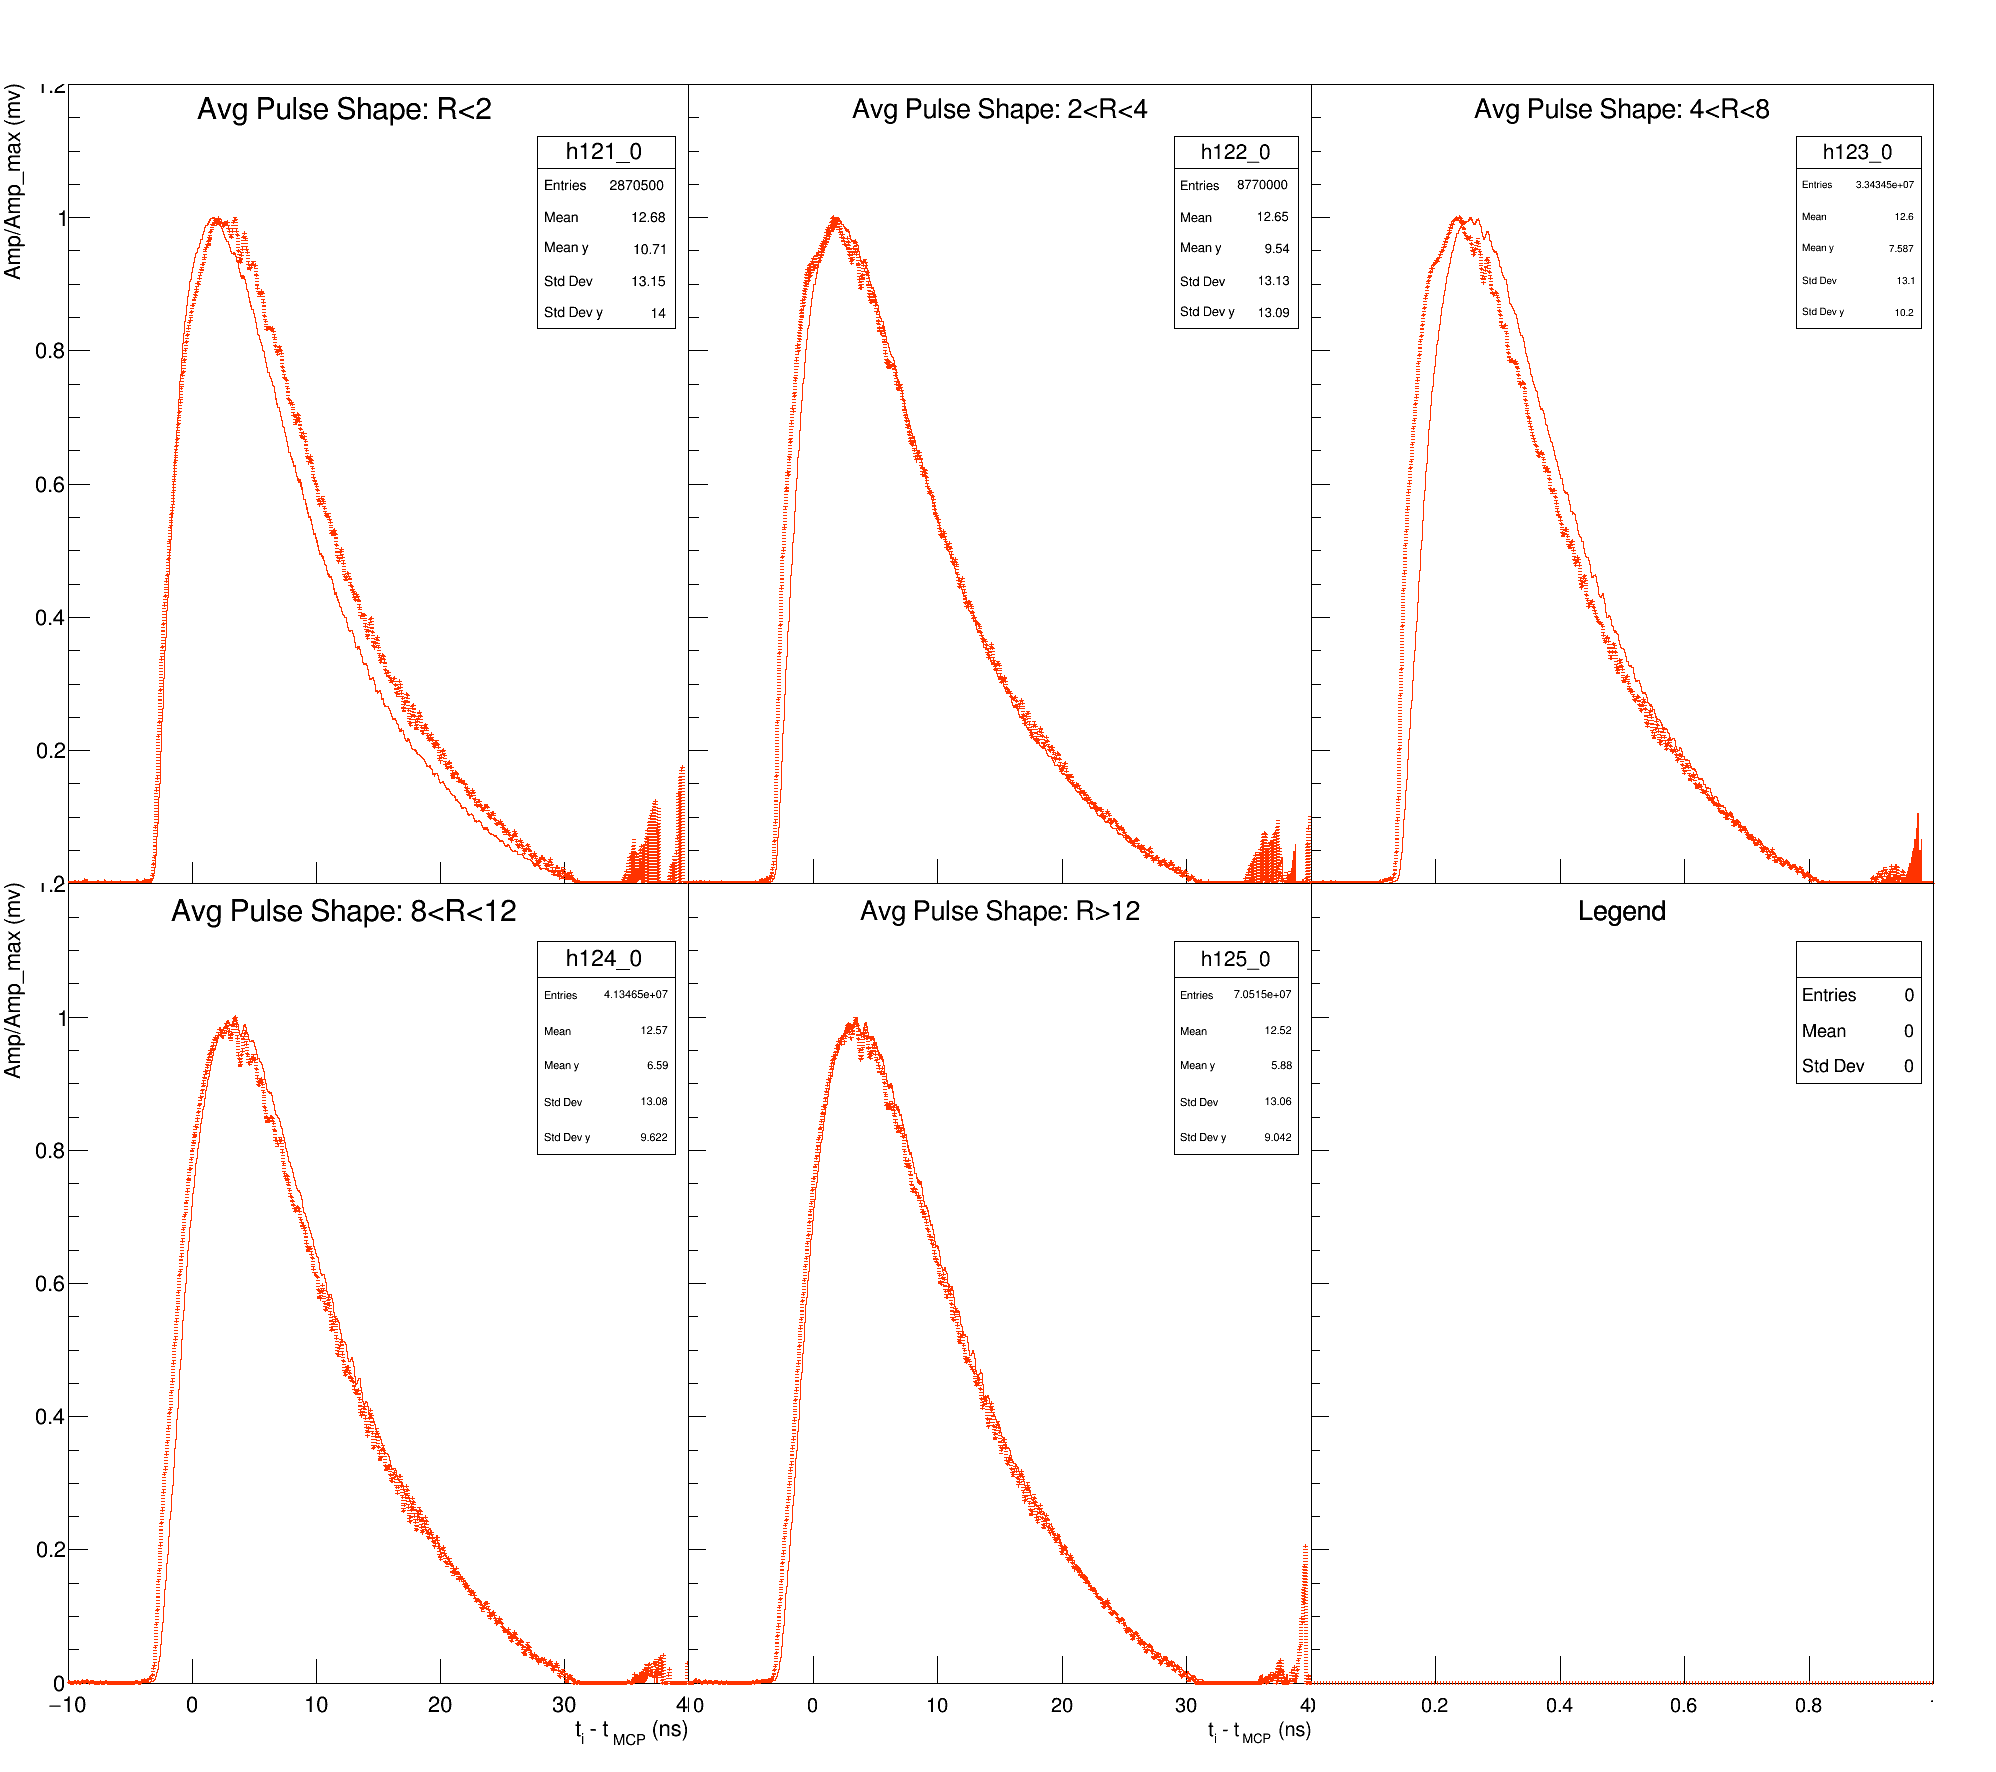 Avg Pulse Shape: R<2
h121_0
Entries 2870500
Mean 12.68
Mean y 10.71
Std Dev 13.15
Std Dev y 14
Amp/Amp_max (mv)
1.2
1
0.8
0.6
0.4
0.2
Avg Pulse Shape: 2<R<4
h122_0
Entries 8770000
Mean 12.65
Mean y 9.54
Std Dev 13.13
Std Dev y 13.09
Avg Pulse Shape: 4<R<8
h123_0
Entries 3.34345e+07
Mean 12.6
Mean y 7.587
Std Dev 13.1
Std Dev y 10.2
Avg Pulse Shape: 8<R<12
h124_0
Entries 4.13465e+07
Mean 12.57
Mean y 6.59
Std Dev 13.08
Std Dev y 9.622
Amp/Amp_max (mv)
1.2
1
0.8
0.6
0.4
0.2
0
−10 0 10 20 30 40
t_i - t_MCP (ns)
Avg Pulse Shape: R>12
h125_0
Entries 7.0515e+07
Mean 12.52
Mean y 5.88
Std Dev 13.06
Std Dev y 9.042
0 10 20 30 40
t_i - t_MCP (ns)
Legend
Entries 0
Mean 0
Std Dev 0
0.2 0.4 0.6 0.8